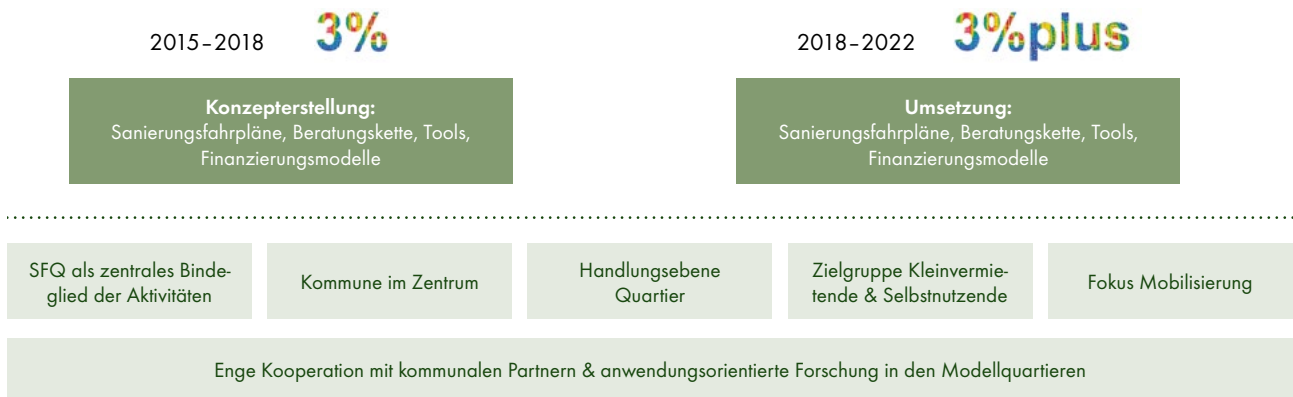 2015–2018 3%
Konzepterstellung:
Sanierungsfahrpläne, Beratungskette, Tools,
Finanzierungsmodelle
2018–2022 3%plus
Umsetzung:
Sanierungsfahrpläne, Beratungskette, Tools,
Finanzierungsmodelle
SFQ als zentrales Binde-
glied der Aktivitäten
Kommune im Zentrum
Handlungsebene
Quartier
Zielgruppe Kleinvermie-
tende & Selbstnutzende
Fokus Mobilisierung
Enge Kooperation mit kommunalen Partnern & anwendungsorientierte Forschung in den Modellquartieren